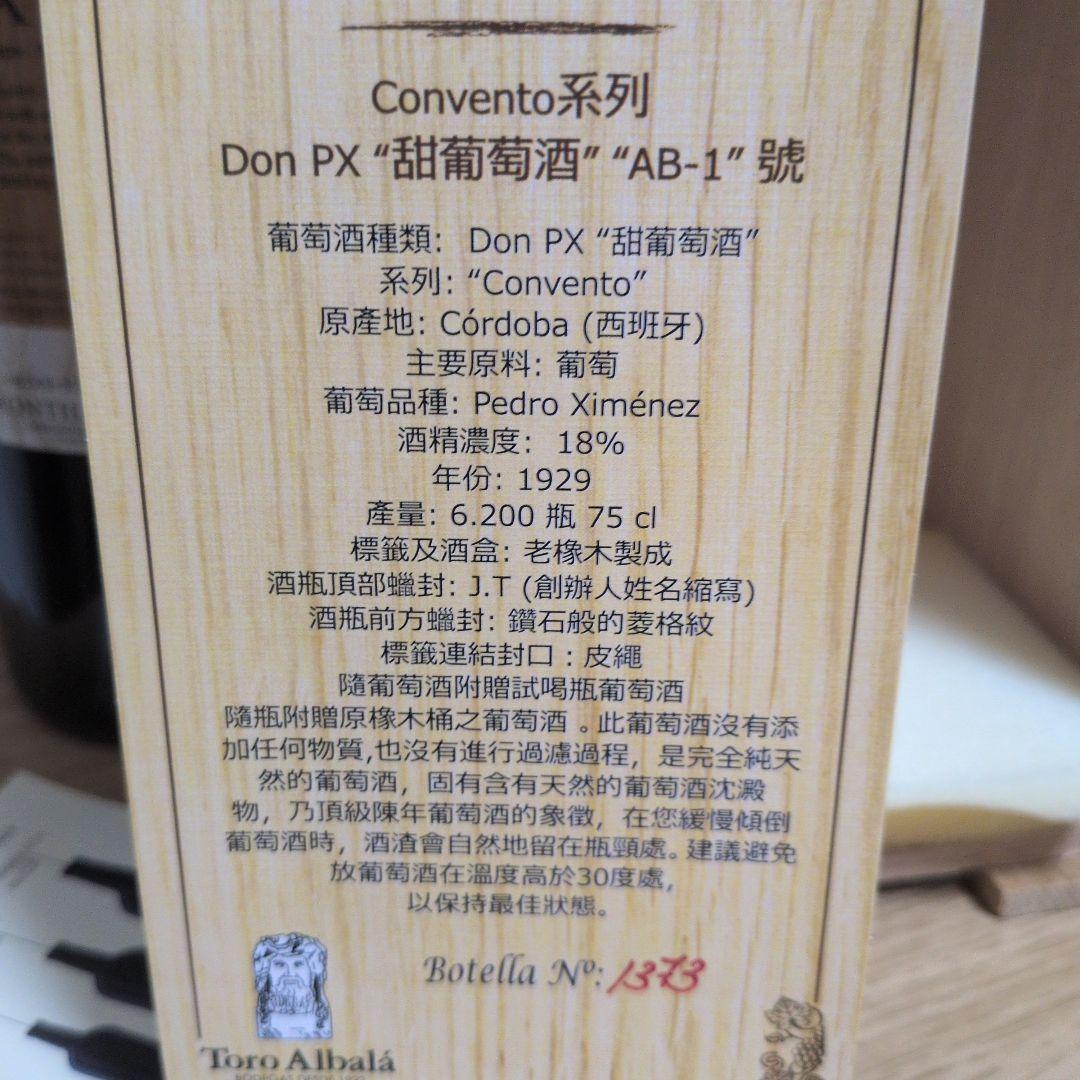 Convento系列
Don PX “甜葡萄酒” “AB-1” 號
葡萄酒種類: Don PX “甜葡萄酒”
系列: “Convento”
原產地: Córdoba (西班牙)
主要原料: 葡萄
葡萄品種: Pedro Ximénez
酒精濃度: 18%
年份: 1929
產量: 6.200 瓶 75 cl
標籤及酒盒: 老橡木製成
酒瓶頂部蠟封: J.T (創辦人姓名縮寫)
酒瓶前方蠟封: 鑽石般的菱格紋
標籤連結封口 : 皮繩
隨葡萄酒附贈試喝瓶葡萄酒
隨瓶附贈原橡木桶之葡萄酒 。此葡萄酒沒有添
加任何物質,也沒有進行過濾過程，是完全純天
然的葡萄酒，固有含有天然的葡萄酒沈澱
物，乃頂級陳年葡萄酒的象徵，在您緩慢傾倒
葡萄酒時，酒渣會自然地留在瓶頸處。建議避免
放葡萄酒在溫度高於30度處，
以保持最佳狀態。
Botella Nº: 1373
Toro Albalá